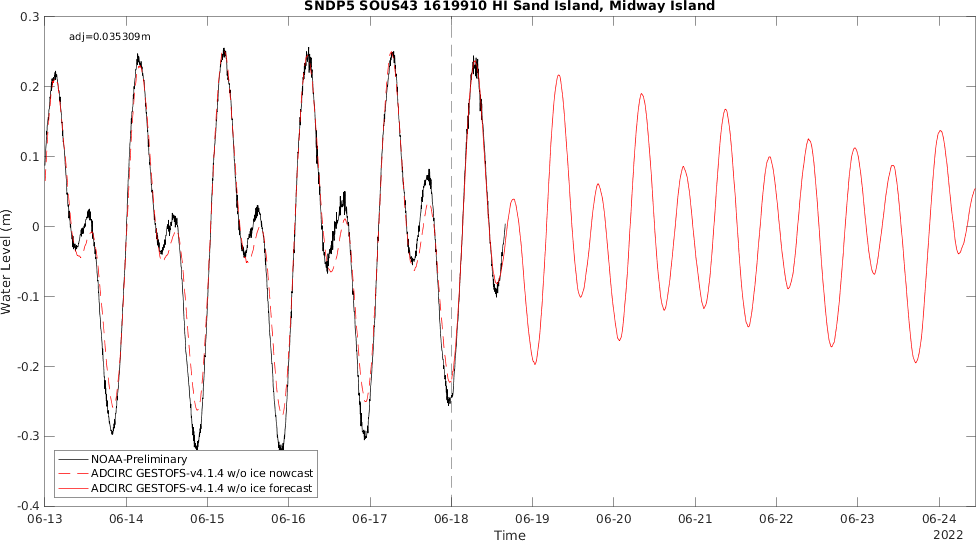 SNDP5 SOUS43 1619910 HI Sand Island, Midway Island
adj=0.035309m
0.3
0.2
0.1
0
-0.1
-0.2
-0.3
-0.4
Water Level (m)
NOAA-Preliminary
ADCIRC GESTOFS-v4.1.4 w/o ice nowcast
ADCIRC GESTOFS-v4.1.4 w/o ice forecast
06-13 06-14 06-15 06-16 06-17 06-18 06-19 06-20 06-21 06-22 06-23 06-24
Time
2022